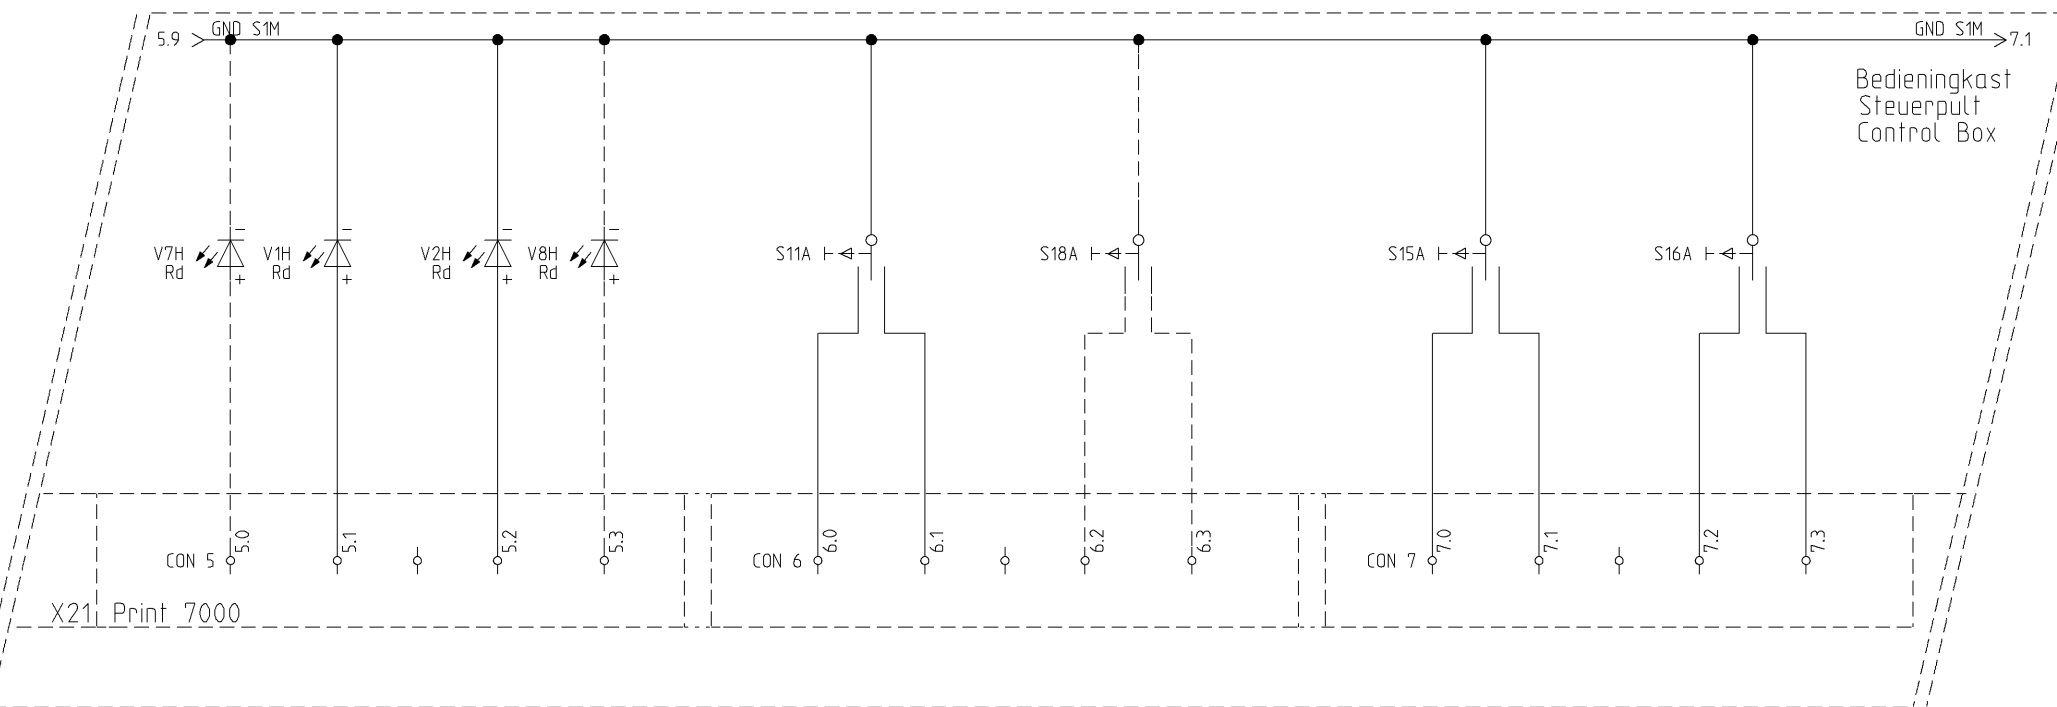 GND S1M
GND S1M
5.9
7.1
Bedieningkast
Steuerpult
Control Box
V7H
Rd
V1H
Rd
V2H
Rd
V8H
Rd
S11A
S18A
S15A
S16A
-
-
-
-
+
+
+
+
5.0
5.1
5.2
5.3
6.0
6.1
6.2
6.3
7.0
7.1
7.2
7.3
CON 5
CON 6
CON 7
X21 Print 7000